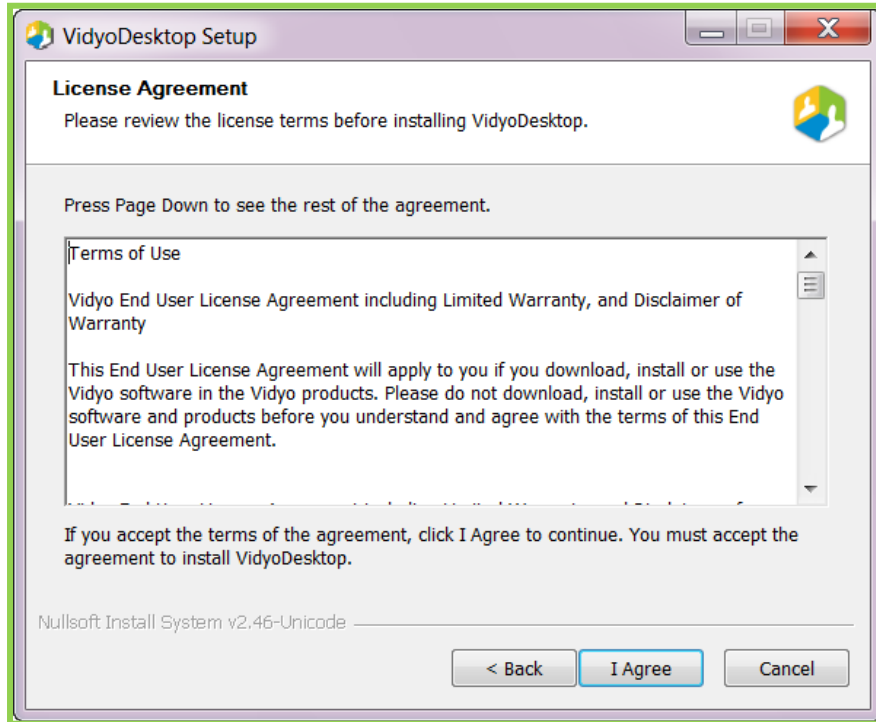 VidyoDesktop Setup
License Agreement
Please review the license terms before installing VidyoDesktop.
Press Page Down to see the rest of the agreement.
Terms of Use
Vidyo End User License Agreement including Limited Warranty, and Disclaimer of
Warranty
This End User License Agreement will apply to you if you download, install or use the
Vidyo software in the Vidyo products. Please do not download, install or use the Vidyo
software and products before you understand and agree with the terms of this End
User License Agreement.
If you accept the terms of the agreement, click I Agree to continue. You must accept the
agreement to install VidyoDesktop.
Nullsoft Install System v2.46-Unicode
< Back I Agree Cancel